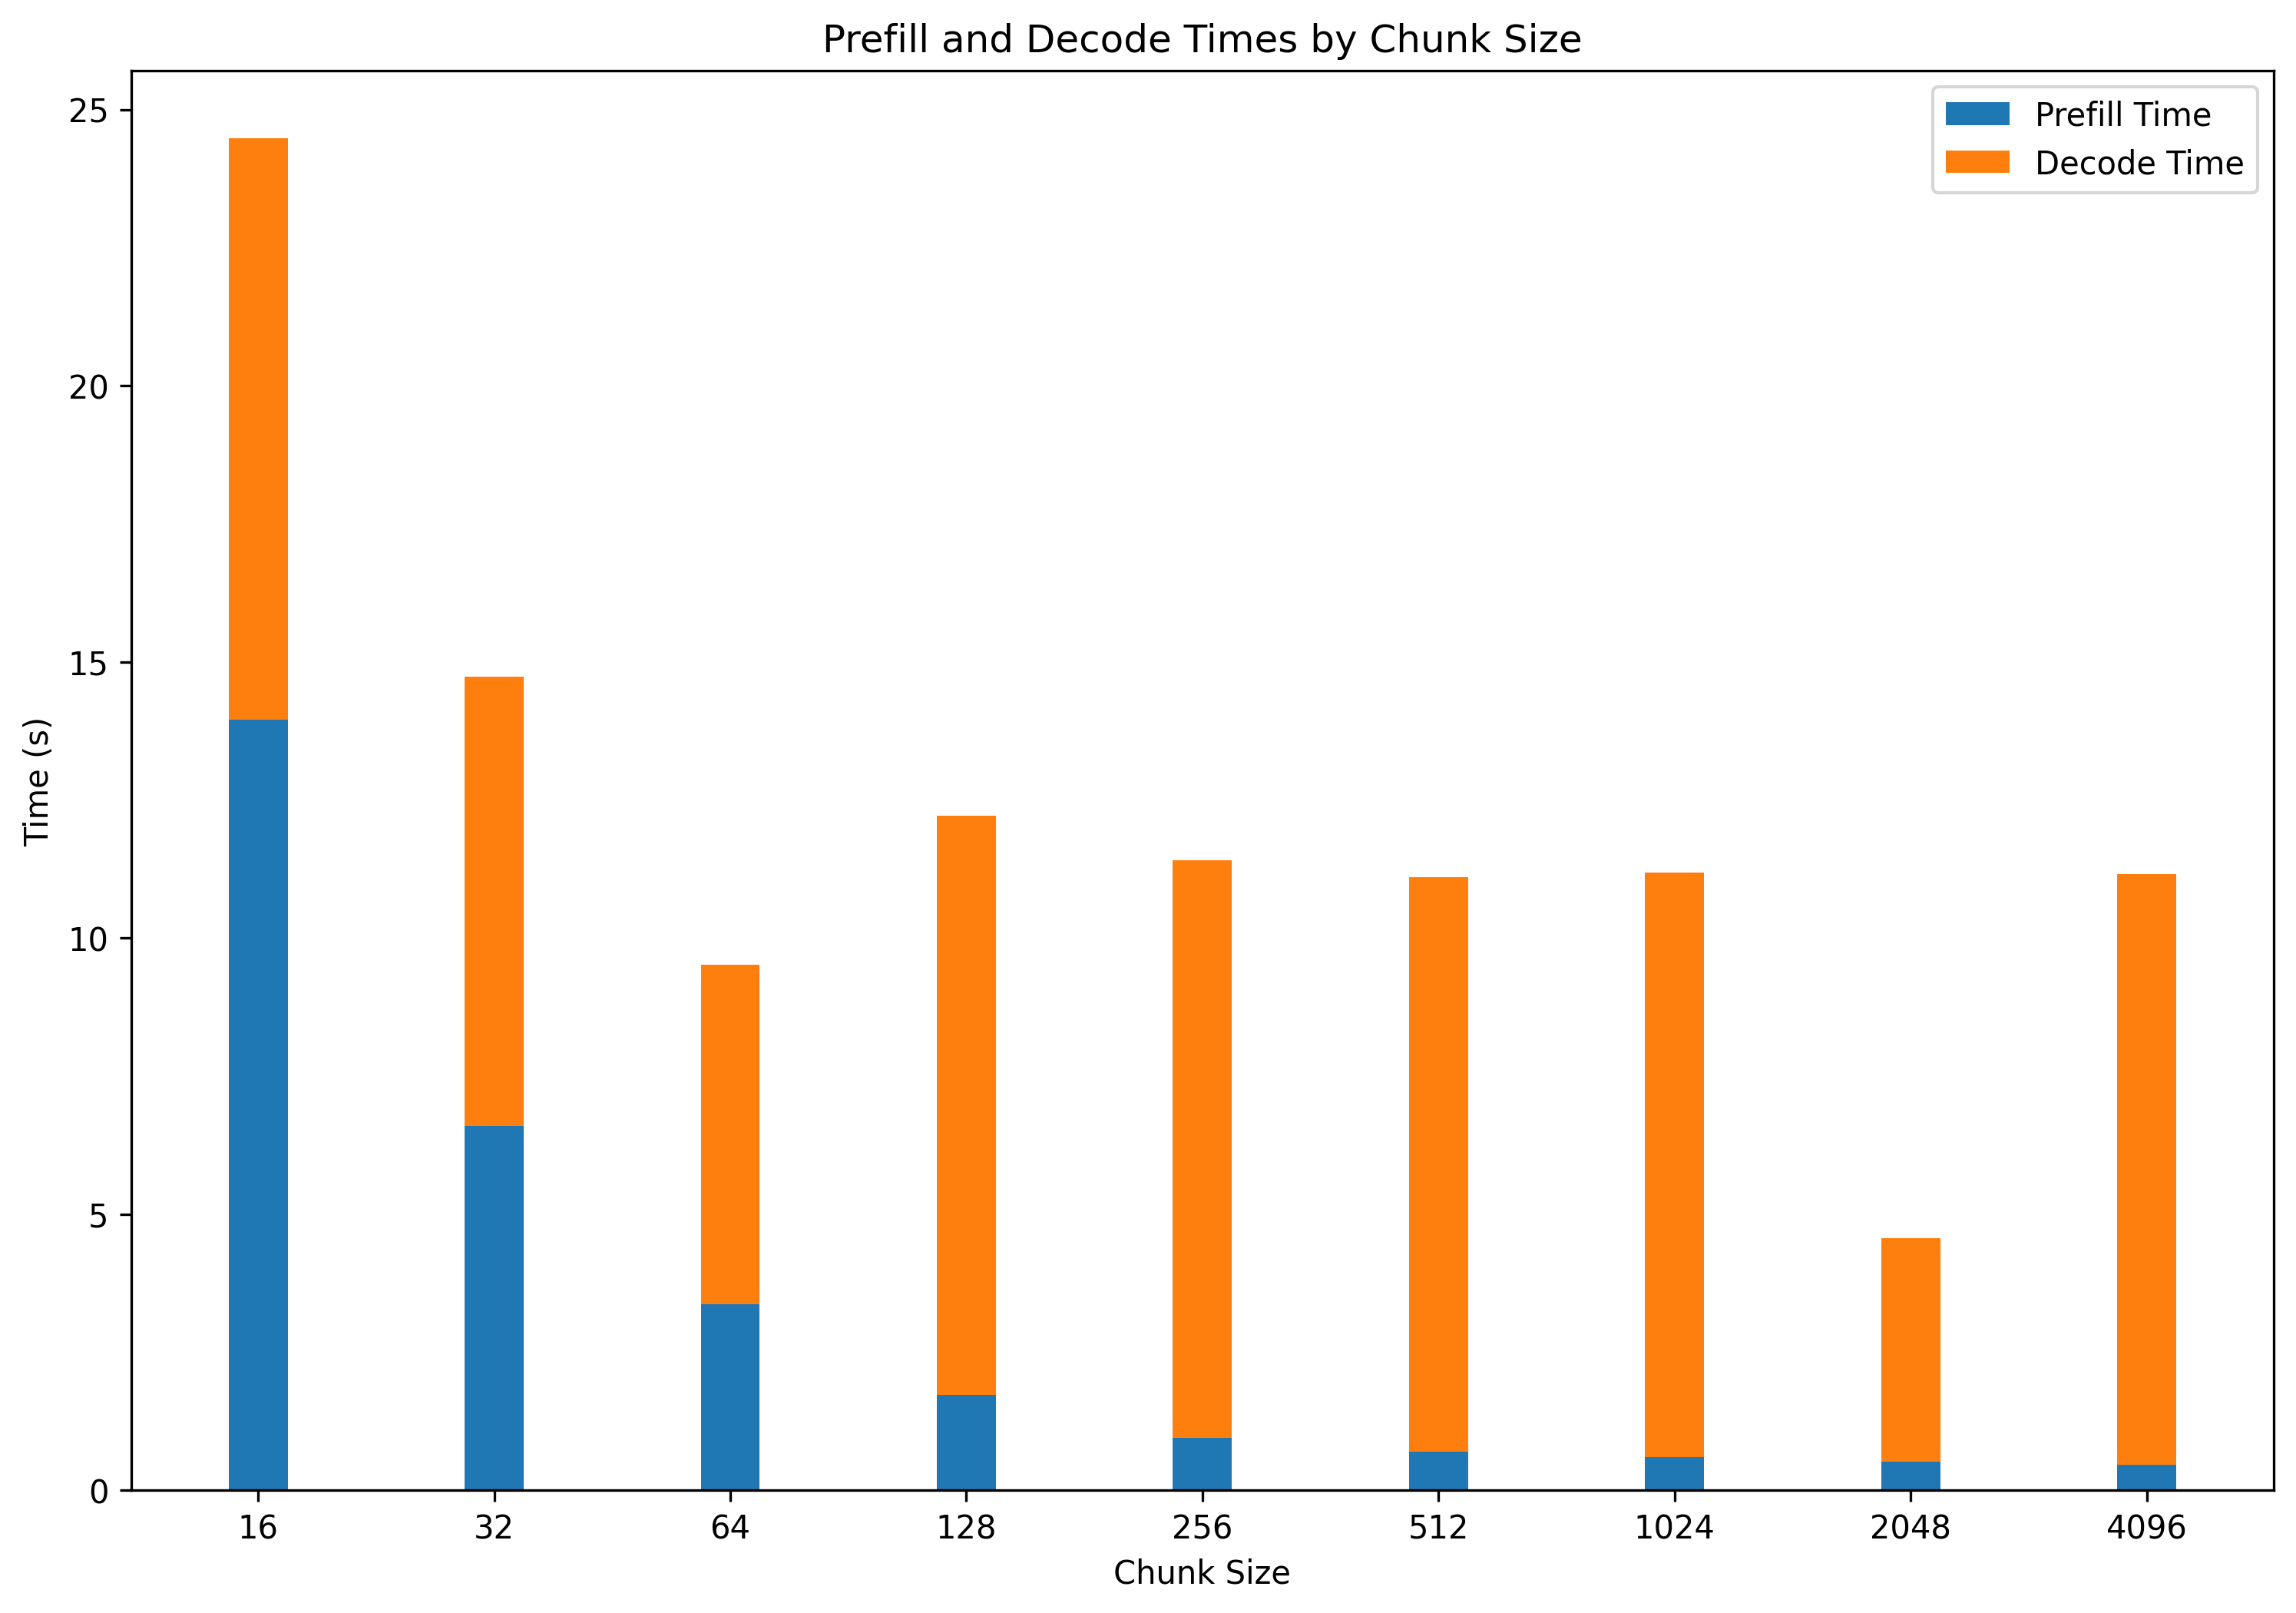 Prefill and Decode Times by Chunk Size
Prefill Time
Decode Time
Time (s)
25
20
15
10
5
0
16 32 64 128 256 512 1024 2048 4096
Chunk Size